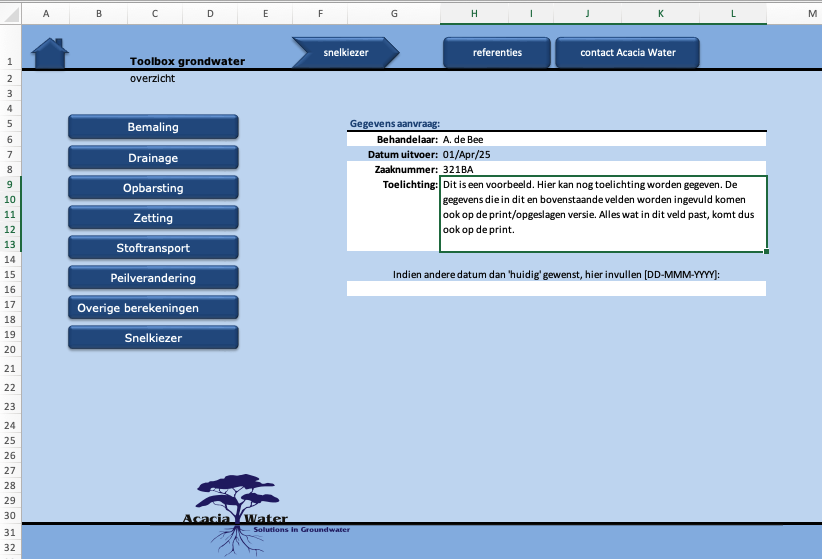 A B C D E F G H I J K L M
1
snelkiezer
referenties
contact Acacia Water
Toolbox grondwater
2
overzicht
3
4
5
Gegevens aanvraag:
Bemaling
6
Behandelaar: A. de Bee
7
Datum uitvoer: 01/Apr/25
Drainage
8
Zaaknummer: 321BA
9
Toelichting: Dit is een voorbeeld. Hier kan nog toelichting worden gegeven. De
Opbarsting
10
gegevens die in dit en bovenstaande velden worden ingevuld komen
11
ook op de print/opgeslagen versie. Alles wat in dit veld past, komt dus
Zetting
12
ook op de print.
13
Stoftransport
14
15
Indien andere datum dan 'huidig' gewenst, hier invullen [DD-MMM-YYYY]:
Peilverandering
16
17
Overige berekeningen
18
19
Snelkiezer
20
21
22
23
24
25
26
27
28
29
30
Acacia Water
31
Solutions in Groundwater
32